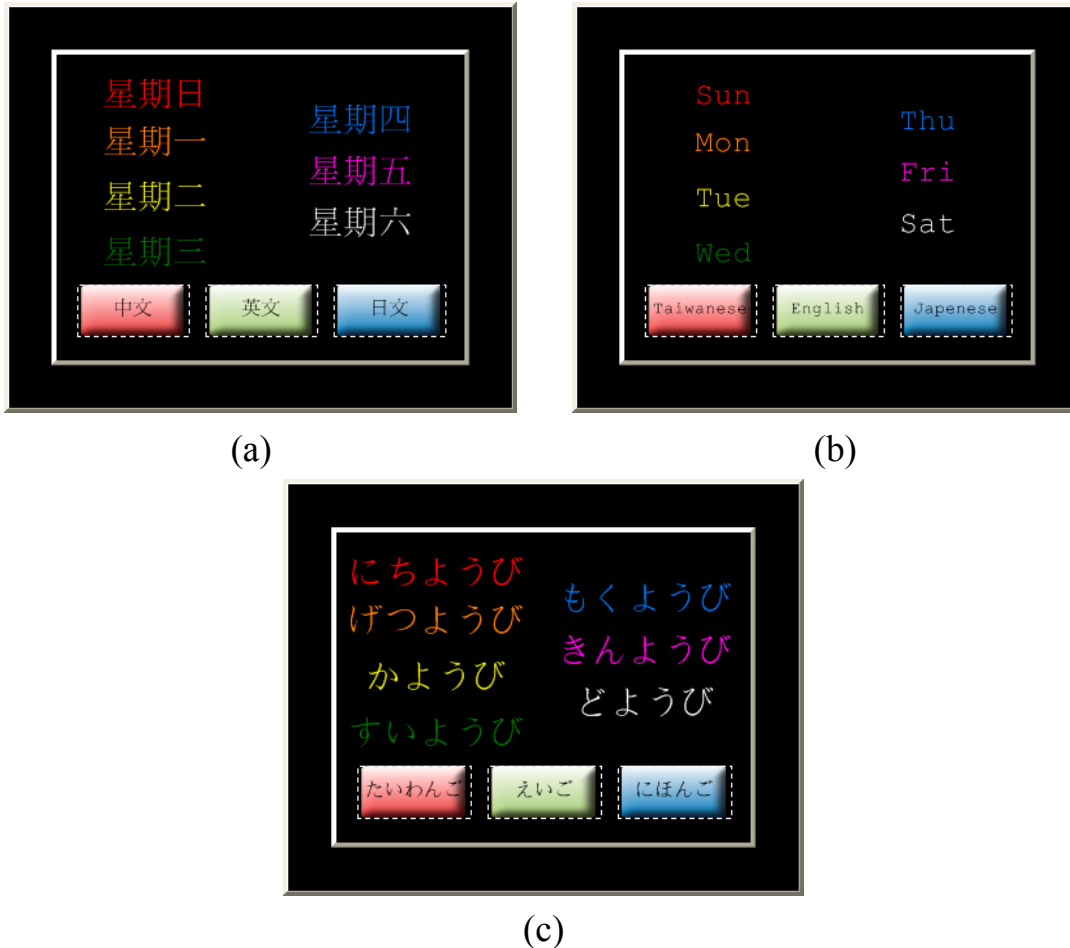 星期日
星期一
星期二
星期三
星期四
星期五
星期六
中文
英文
日文
(a)
Sun
Mon
Tue
Wed
Thu
Fri
Sat
Taiwanese
English
Japenese
(b)
にちようび
げつようび
かようび
すいようび
もくようび
きんようび
どようび
たいわんご
えいご
にほんご
(c)